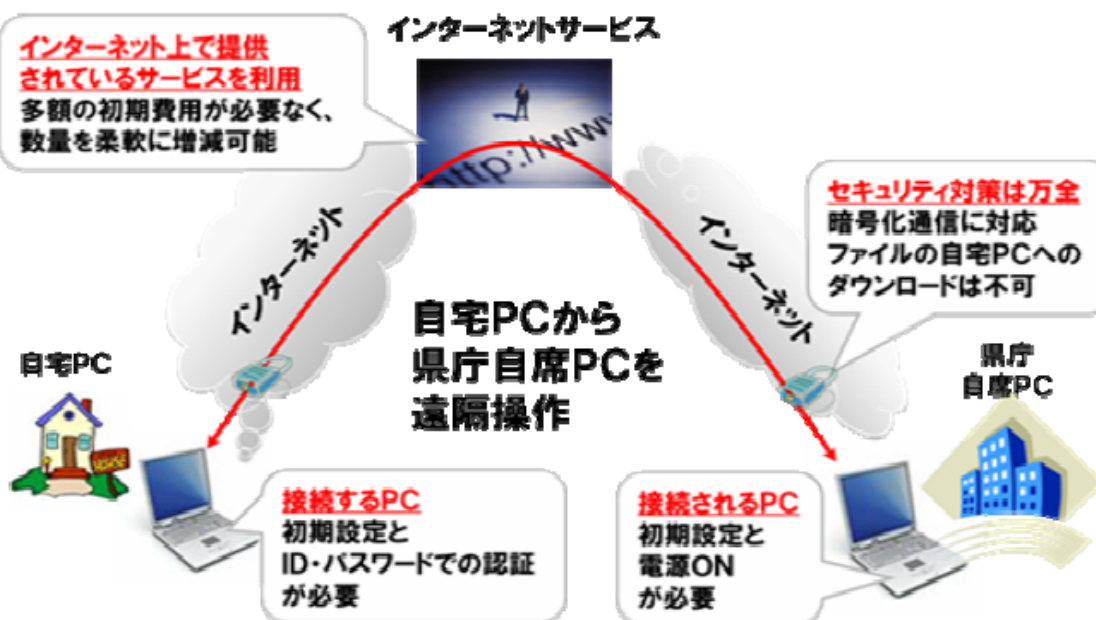 インターネットサービス
インターネット上で提供
されているサービスを利用
多額の初期費用が必要なく、
数量を柔軟に増減可能
http://www
セキュリティ対策は万全
暗号化通信に対応
ファイルの自宅PCへの
ダウンロードは不可
インターネット
インターネット
自宅PCから
県庁自席PCを
遠隔操作
自宅PC
県庁
自席PC
接続するPC
初期設定と
ID・パスワードでの認証
が必要
接続されるPC
初期設定と
電源ON
が必要